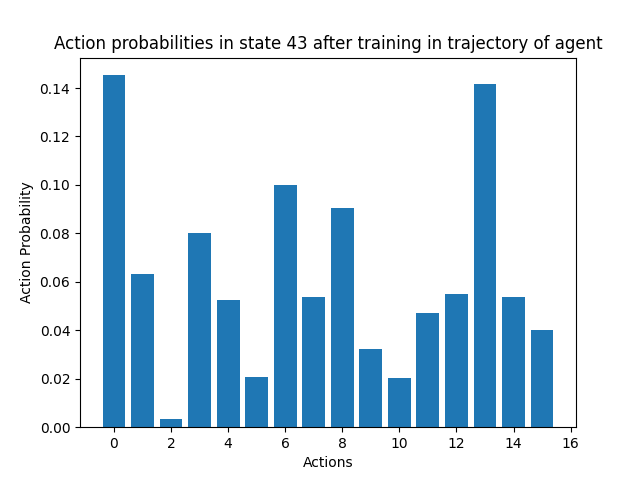 Action probabilities in state 43 after training in trajectory of agent
0.14
0.12
0.10
0.08
0.06
0.04
0.02
0.00
Action Probability
0 2 4 6 8 10 12 14 16
Actions